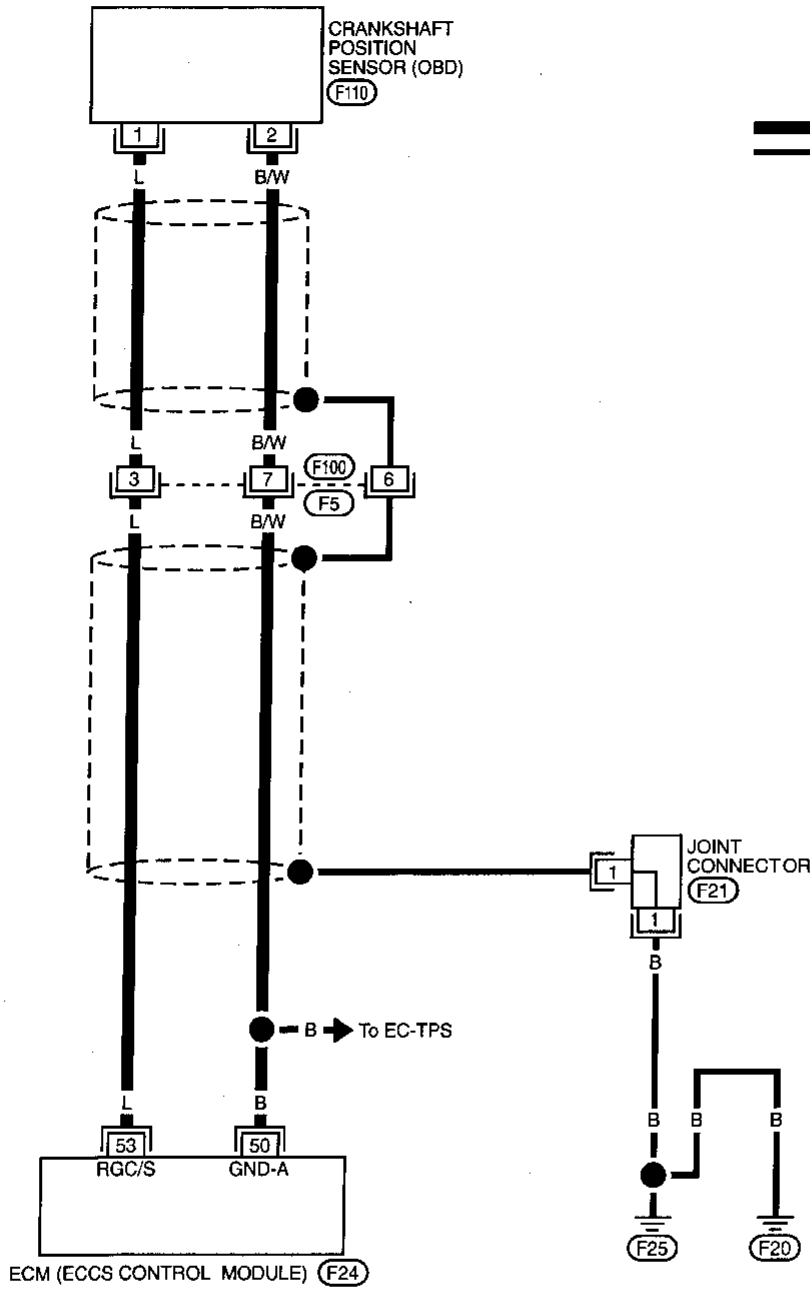 CRANKSHAFT
POSITION
SENSOR (OBD)
F110
1 2
L B/W
L B/W
3 7 F100 6
F5
L B/W
JOINT
CONNECTOR
1
F21
1
B
B To EC-TPS
L B
B B B
53 50
RGC/S GND-A
F25 F20
ECM (ECCS CONTROL MODULE) F24